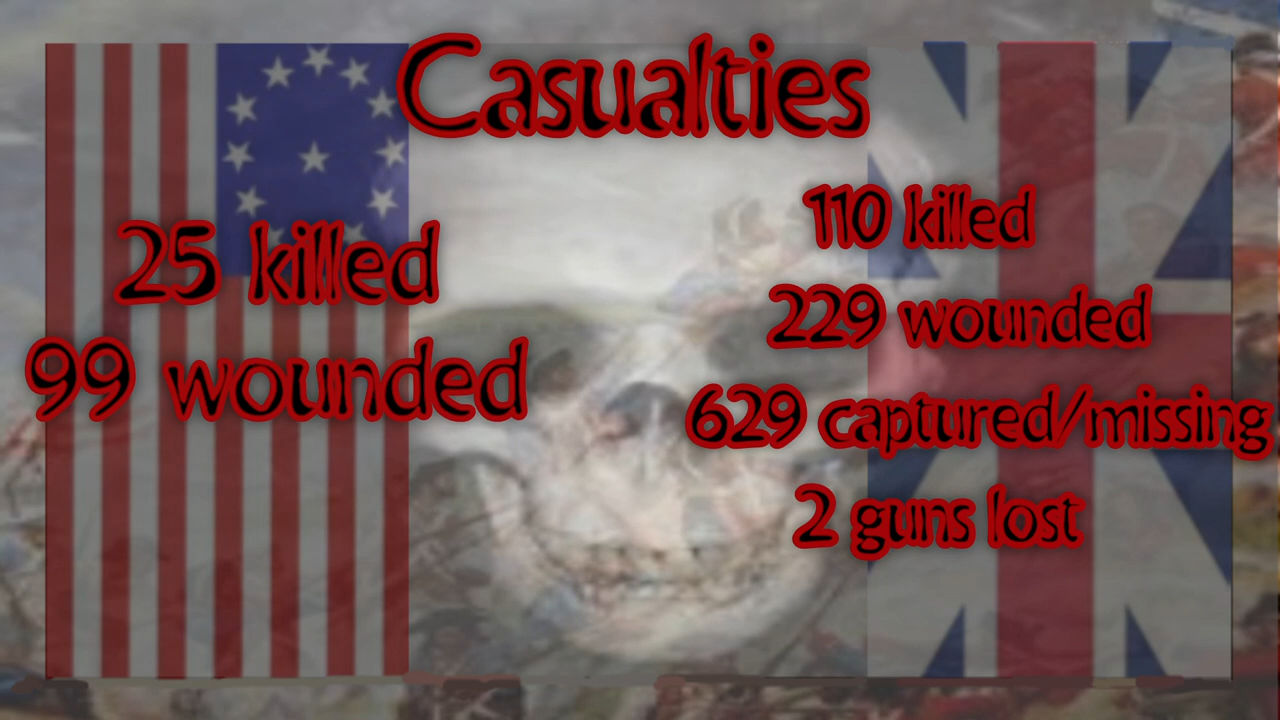 Casualties
25 killed
99 wounded
110 killed
229 wounded
629 captured/missing
2 guns lost